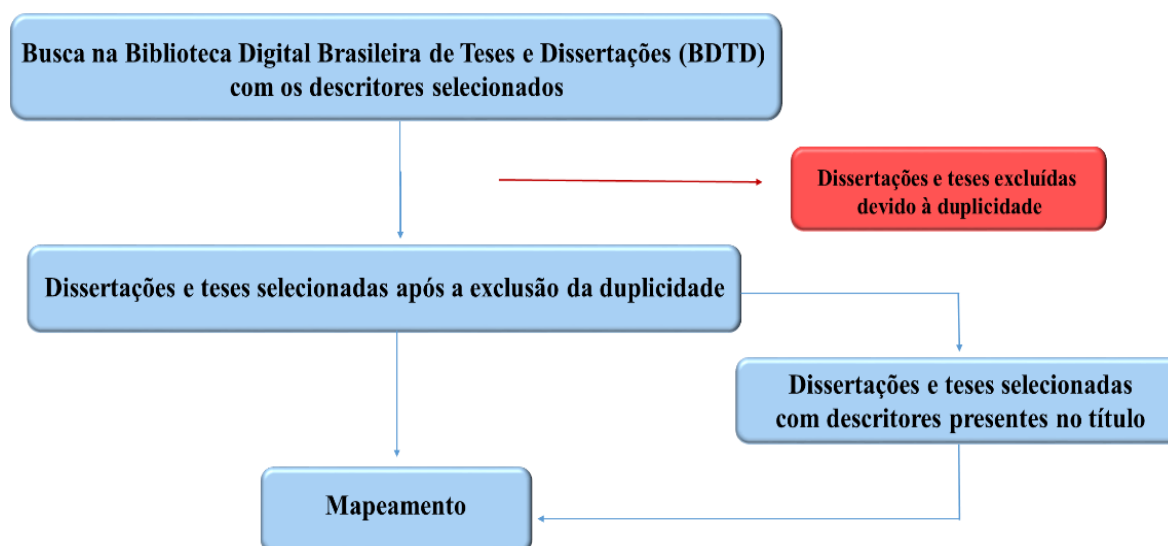 Busca na Biblioteca Digital Brasileira de Teses e Dissertações (BDTD)
com os descritores selecionados
Dissertações e teses excluídas
devido à duplicidade
Dissertações e teses selecionadas após a exclusão da duplicidade
Dissertações e teses selecionadas
com descritores presentes no título
Mapeamento